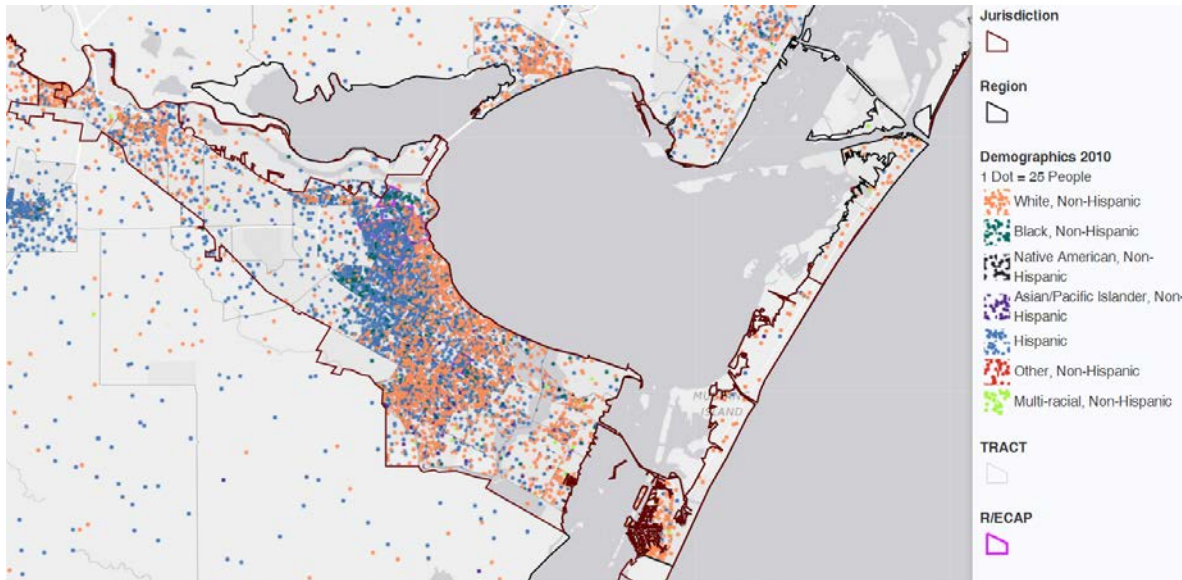 Jurisdiction
Region
Demographics 2010
1 Dot = 25 People
White, Non-Hispanic
Black, Non-Hispanic
Native American, Non-
Hispanic
Asian/Pacific Islander, Non-
Hispanic
Hispanic
Other, Non-Hispanic
Multi-racial, Non-Hispanic
TRACT
R/ECAP
ISLAND